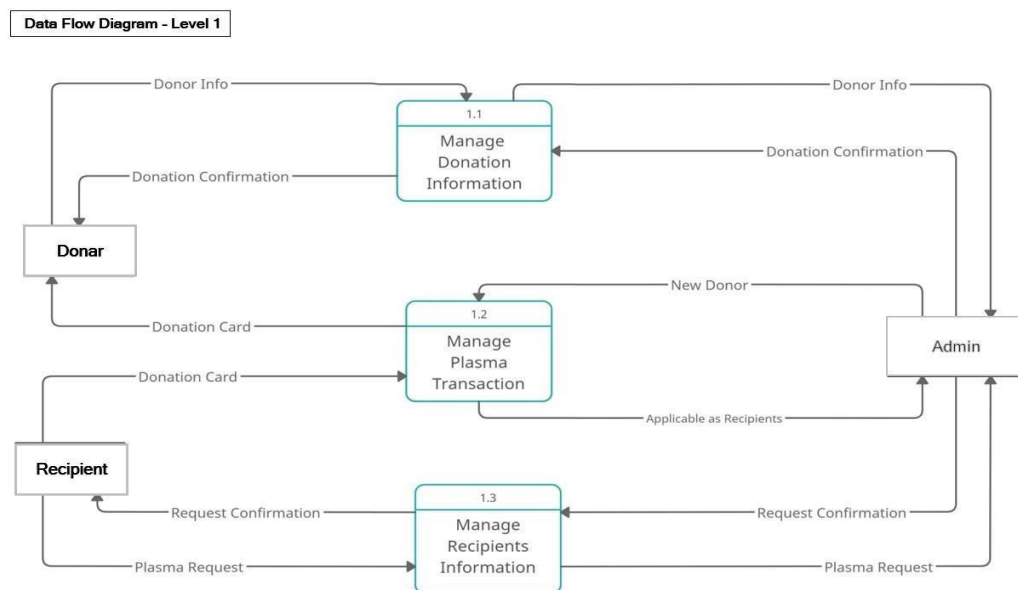 Data Flow Diagram - Level 1
Donor Info
Donor Info
1.1
Manage
Donation
Information
Donation Confirmation
Donation Confirmation
Donar
New Donor
1.2
Manage
Plasma
Transaction
Donation Card
Admin
Donation Card
Applicable as Recipients
Recipient
1.3
Manage
Recipients
Information
Request Confirmation
Request Confirmation
Plasma Request
Plasma Request